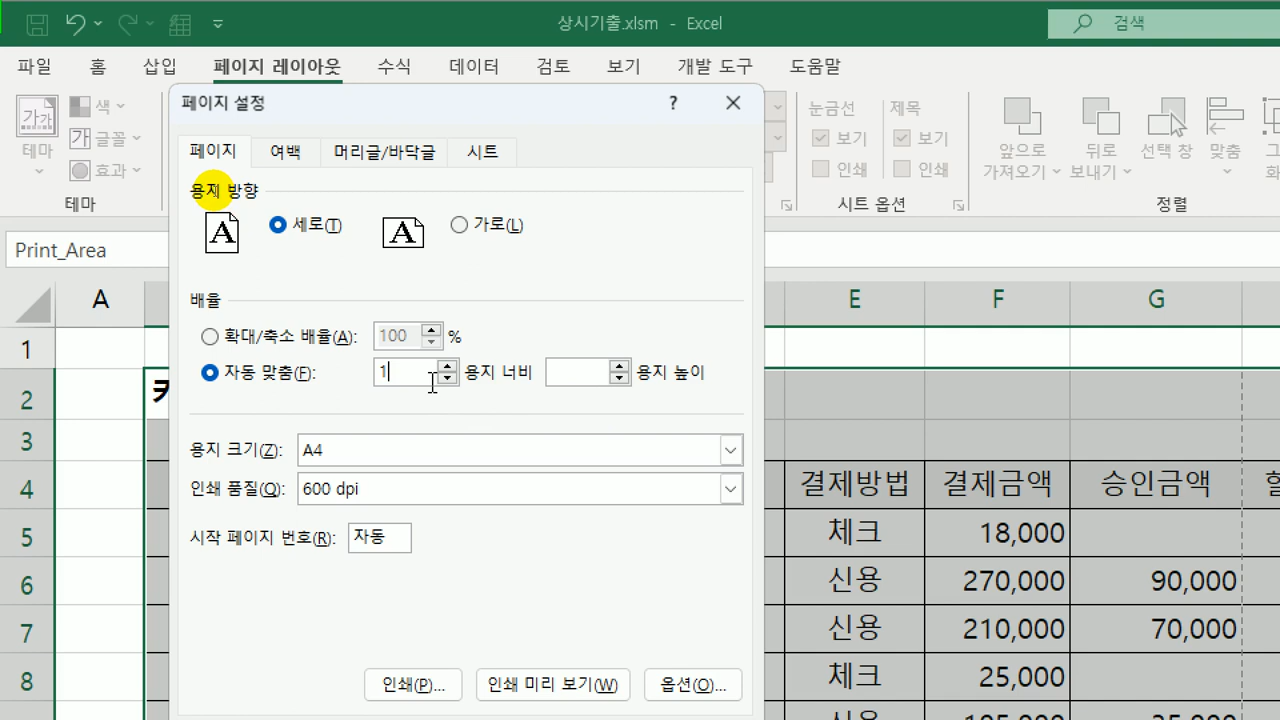 상시기출.xlsm - Excel
검색
파일 홈 삽입 페이지 레이아웃 수식 데이터 검토 보기 개발 도구 도움말
가가
테마
색
가 글꼴
효과
테마
페이지 설정
?
눈금선 제목
보기 보기
인쇄 인쇄
시트 옵션
앞으로
가져오기
뒤로
보내기
선택 창
맞춤
정렬
페이지 여백 머리글/바닥글 시트
용지 방향
A 세로(T) A 가로(L)
배율
확대/축소 배율(A): 100 %
자동 맞춤(F): 1 용지 너비 용지 높이
용지 크기(Z): A4
인쇄 품질(Q): 600 dpi
시작 페이지 번호(R): 자동
인쇄(P)... 인쇄 미리 보기(W) 옵션(O)...
Print_Area
A E F G
1
2
3
4 결제방법 결제금액 승인금액
5 체크 18,000
6 신용 270,000 90,000
7 신용 210,000 70,000
8 체크 25,000